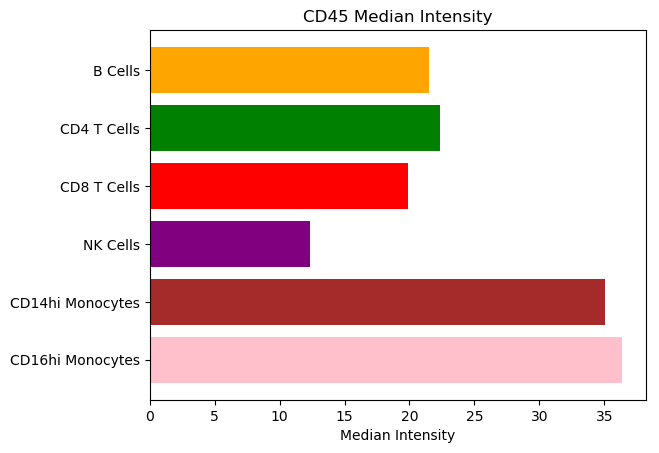 CD45 Median Intensity
B Cells
CD4 T Cells
CD8 T Cells
NK Cells
CD14hi Monocytes
CD16hi Monocytes
0 5 10 15 20 25 30 35
Median Intensity